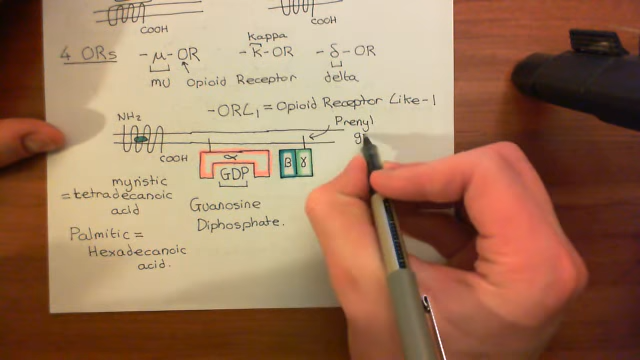 COOH
COOH
4 ORs
-μ-OR
mu
Opioid Receptor
Kappa
-K-OR
-δ-OR
delta
-ORL₁ = Opioid Receptor Like-1
NH₂
COOH
Prenyl
g
α
GDP
β γ
myristic
= tetradecanoic
acid
Guanosine
Diphosphate.
Palmitic =
Hexadecanoic
acid.